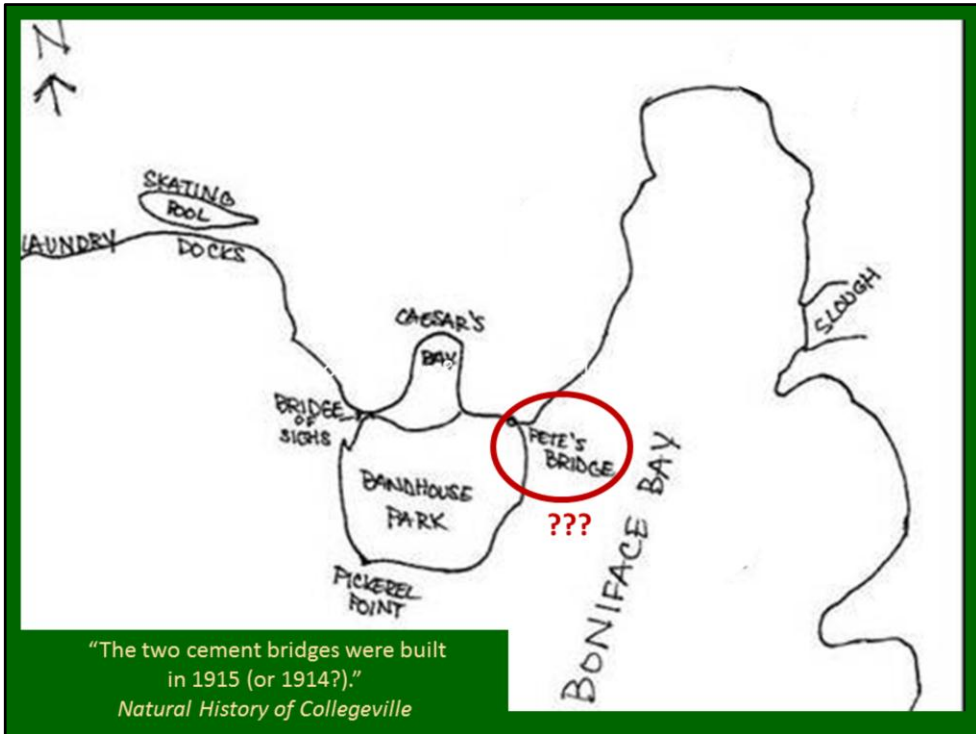 N
SKATING
POOL
LAUNDRY
DOCKS
CAESAR'S
BAY
SLOUGH
BRIDGE
OF
SIGHS
PETE'S
BRIDGE
BANDHOUSE
PARK
???
PICKEREL
POINT
BONIFACE BAY
“The two cement bridges were built
in 1915 (or 1914?).”
Natural History of Collegeville